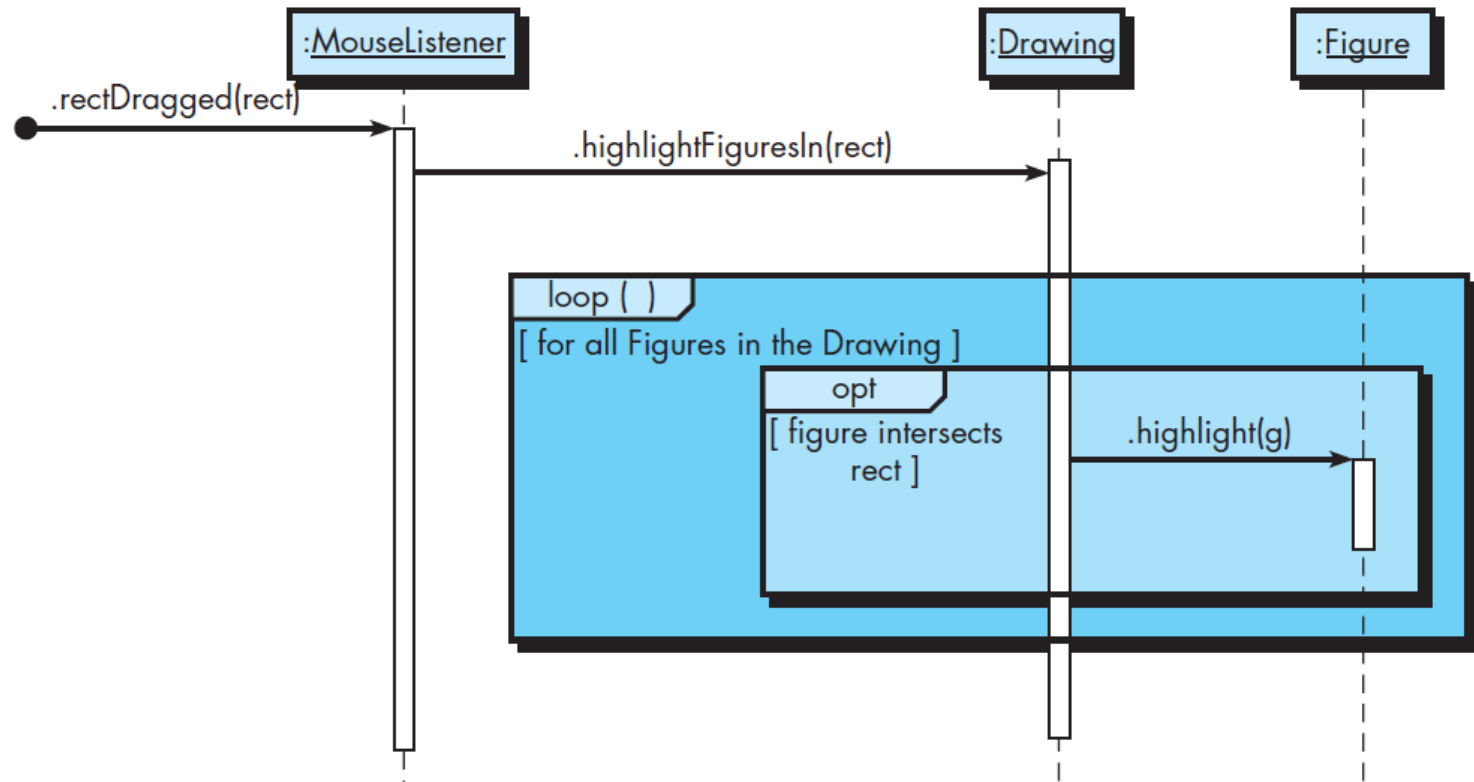 :MouseListener
:Drawing
:Figure
.rectDragged(rect)
.highlightFiguresIn(rect)
loop (  )
[ for all Figures in the Drawing ]
opt
[ figure intersects
rect ]
.highlight(g)